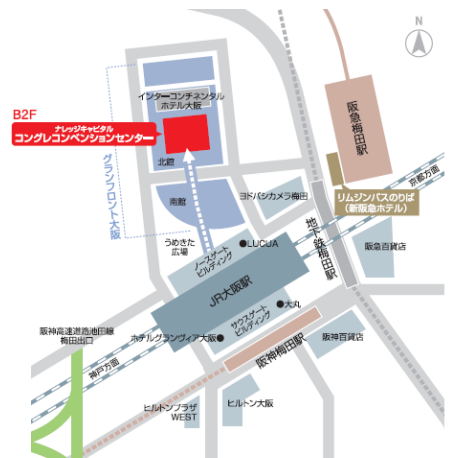 N
インターコンチネンタル
ホテル大阪
B2F
ナレッジキャピタル
コングレコンベンションセンター
北館
グランフロント大阪
阪急梅田駅
京都方面
リムジンバスのりば
(新阪急ホテル)
ヨドバシカメラ梅田
南館
うめきた
広場
ノースゲート
ビルディング
●LUCUA
地下鉄梅田駅
阪急百貨店
JR大阪駅
●大丸
サウスゲート
ビルディング
阪神高速道路池田線
梅田出口
ホテルグランヴィア大阪●
阪神梅田駅
阪神百貨店
神戸方面
ヒルトンプラザ
WEST
ヒルトン大阪